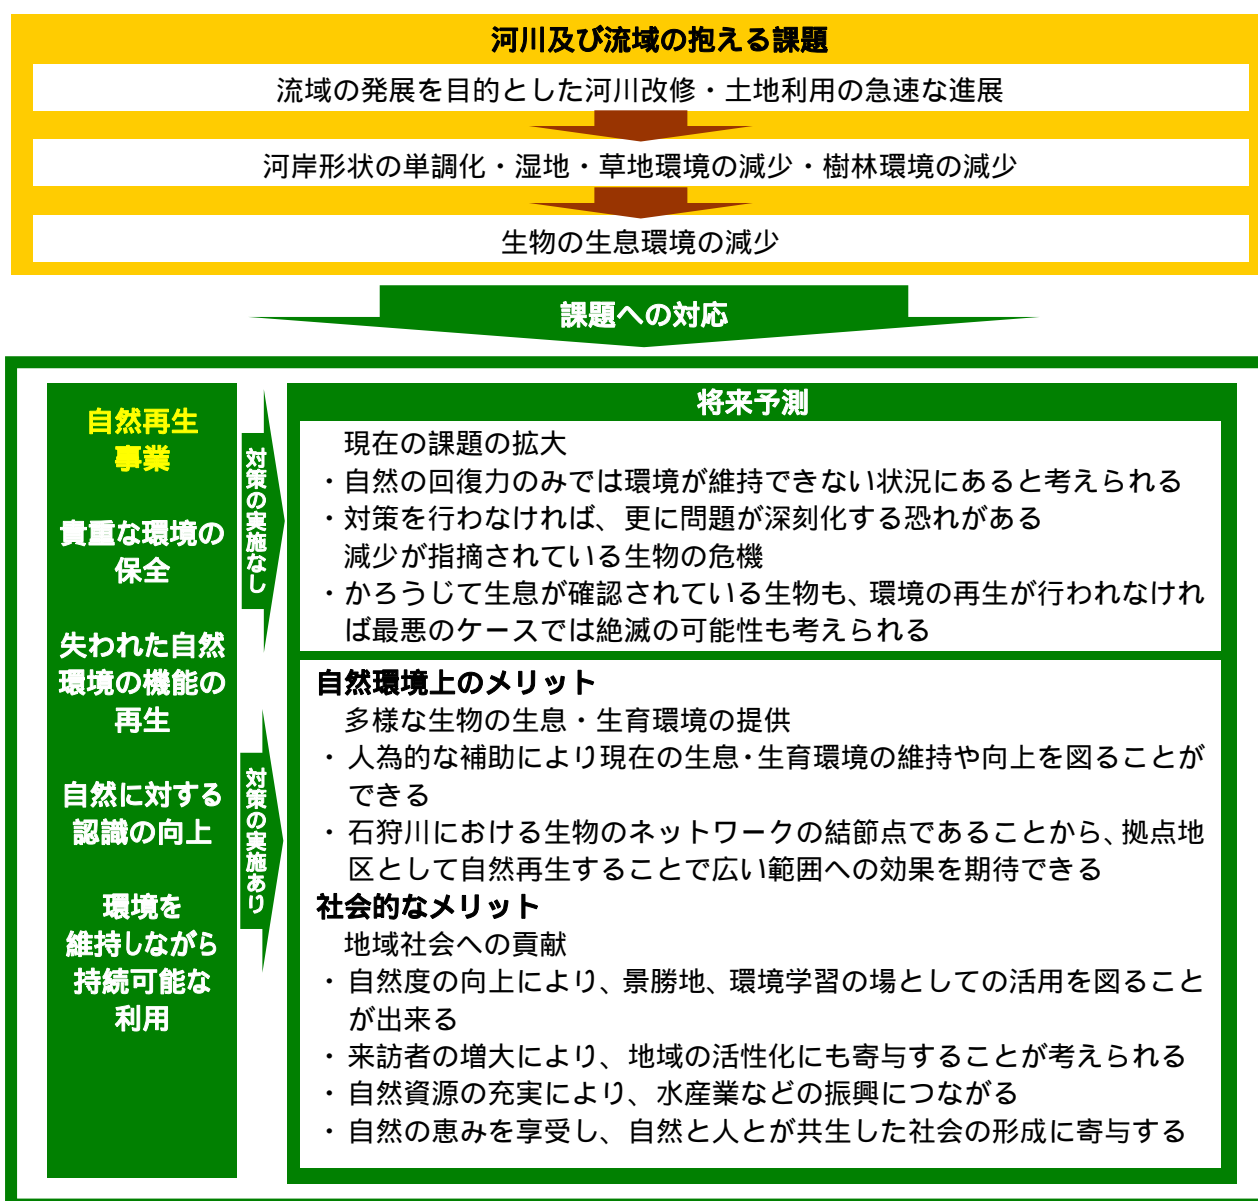 河川及び流域の抱える課題
流域の発展を目的とした河川改修・土地利用の急速な進展
河岸形状の単調化・湿地・草地環境の減少・樹林環境の減少
生物の生息環境の減少
課題への対応
自然再生
事業
貴重な環境の
保全
失われた自然
環境の機能の
再生
自然に対する
認識の向上
環境を
維持しながら
持続可能な
利用
対策の実施なし
対策の実施あり
将来予測
現在の課題の拡大
・自然の回復力のみでは環境が維持できない状況にあると考えられる
・対策を行わなければ、更に問題が深刻化する恐れがある
減少が指摘されている生物の危機
・かろうじて生息が確認されている生物も、環境の再生が行われなけれ
ば最悪のケースでは絶滅の可能性も考えられる
自然環境上のメリット
多様な生物の生息・生育環境の提供
・人為的な補助により現在の生息・生育環境の維持や向上を図ることが
できる
・石狩川における生物のネットワークの結節点であることから、拠点地
区として自然再生することで広い範囲への効果を期待できる
社会的なメリット
地域社会への貢献
・自然度の向上により、景勝地、環境学習の場としての活用を図ること
が出来る
・来訪者の増大により、地域の活性化にも寄与することが考えられる
・自然資源の充実により、水産業などの振興につながる
・自然の恵みを享受し、自然と人とが共生した社会の形成に寄与する